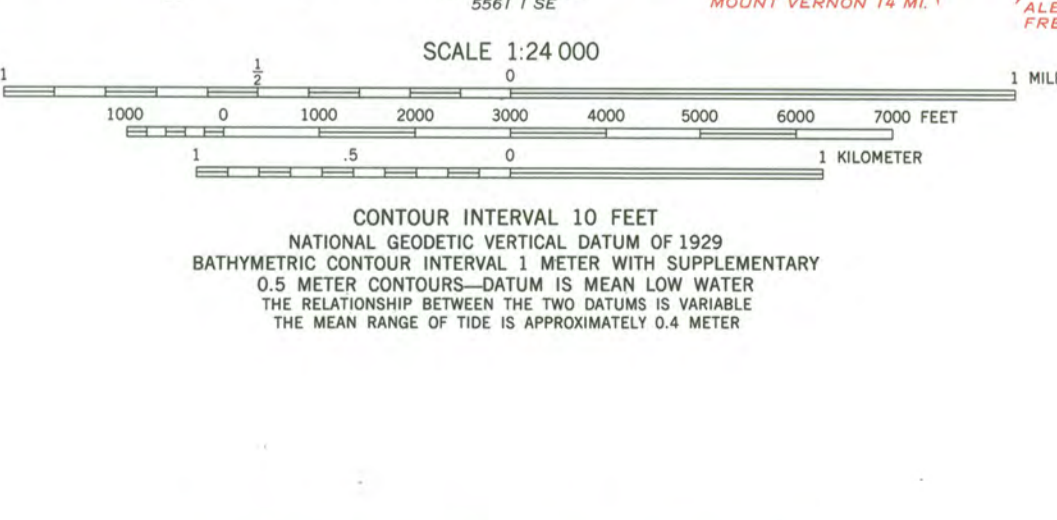 5561 I SE
MOUNT VERNON 14 MI.
SCALE 1:24 000
1 ½ 0 1
1000 0 1000 2000 3000 4000 5000 6000 7000 FEET
1 .5 0 1 KILOMETER
CONTOUR INTERVAL 10 FEET
NATIONAL GEODETIC VERTICAL DATUM OF 1929
BATHYMETRIC CONTOUR INTERVAL 1 METER WITH SUPPLEMENTARY
0.5 METER CONTOURS—DATUM IS MEAN LOW WATER
THE RELATIONSHIP BETWEEN THE TWO DATUMS IS VARIABLE
THE MEAN RANGE OF TIDE IS APPROXIMATELY 0.4 METER